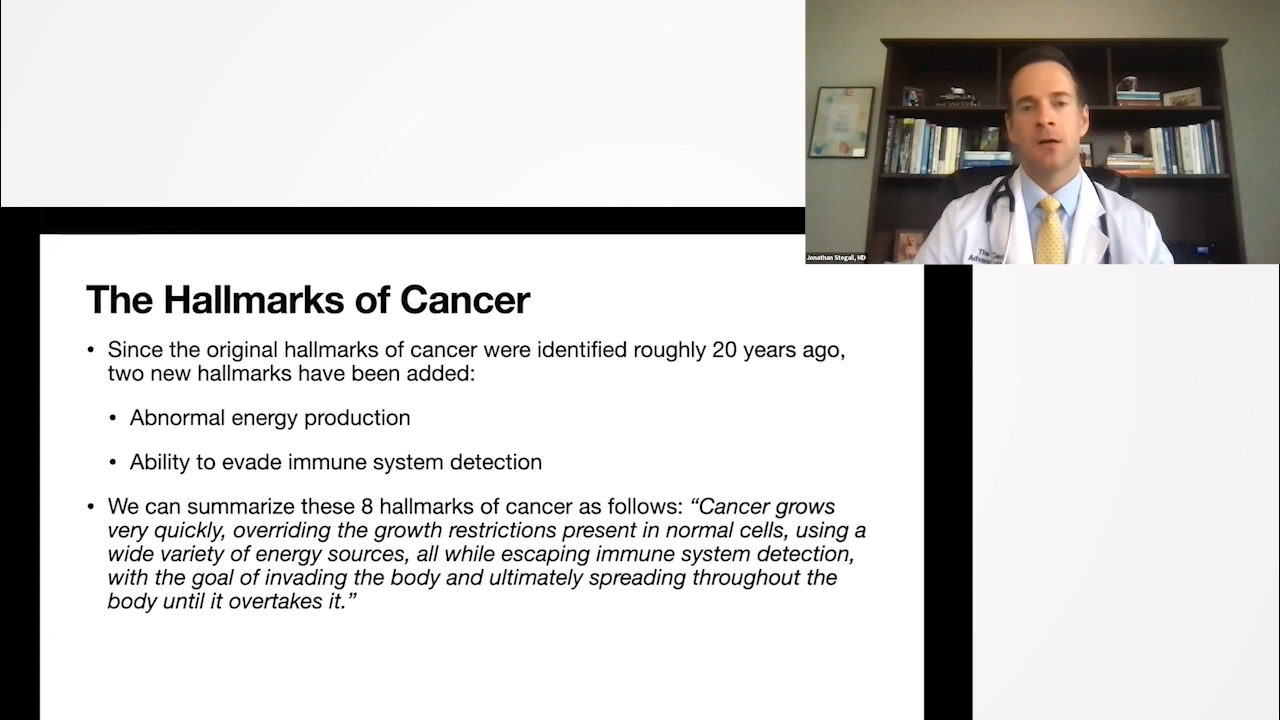 Jonathan Stegall, MD
The Hallmarks of Cancer
• Since the original hallmarks of cancer were identified roughly 20 years ago,
two new hallmarks have been added:
• Abnormal energy production
• Ability to evade immune system detection
• We can summarize these 8 hallmarks of cancer as follows: “Cancer grows
very quickly, overriding the growth restrictions present in normal cells, using a
wide variety of energy sources, all while escaping immune system detection,
with the goal of invading the body and ultimately spreading throughout the
body until it overtakes it.”